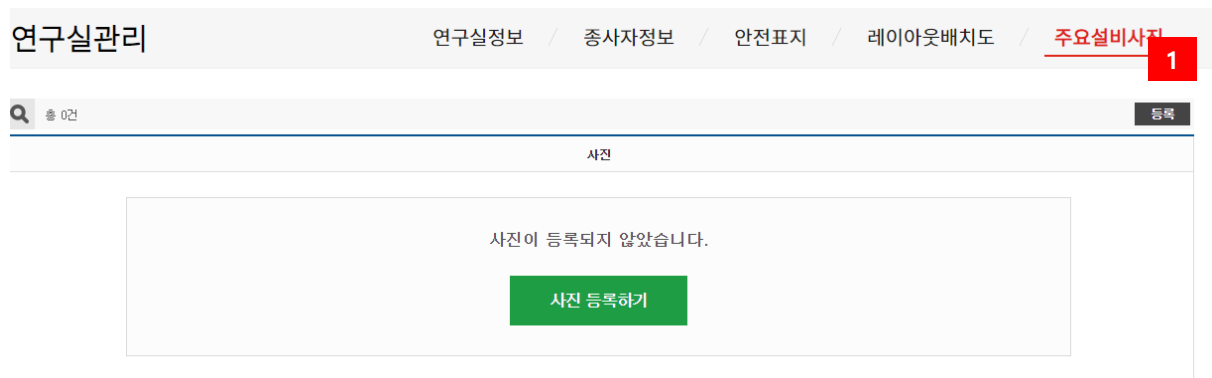 연구실관리 연구실정보 / 종사자정보 / 안전표지 / 레이아웃배치도 / 주요설비사진
1
총 0건 등록
사진
사진이 등록되지 않았습니다.
사진 등록하기